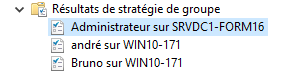 Résultats de stratégie de groupe
Administrateur sur SRVDC1-FORM16
andré sur WIN10-171
Bruno sur WIN10-171